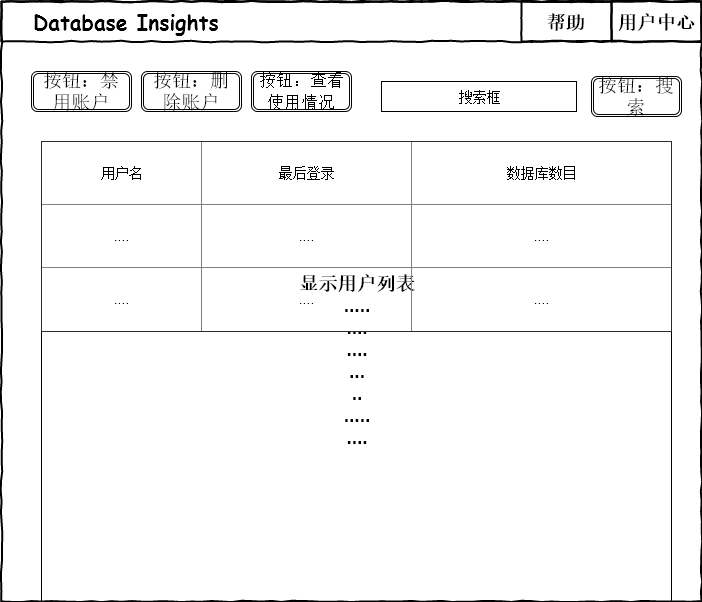 Database Insights
帮助
用户中心
按钮：禁
用账户
按钮：删
除账户
按钮：查看
使用情况
搜索框
按钮：搜
索
用户名
最后登录
数据库数目
....
....
....
....
....
....
显示用户列表
.....
....
....
...
..
.....
....